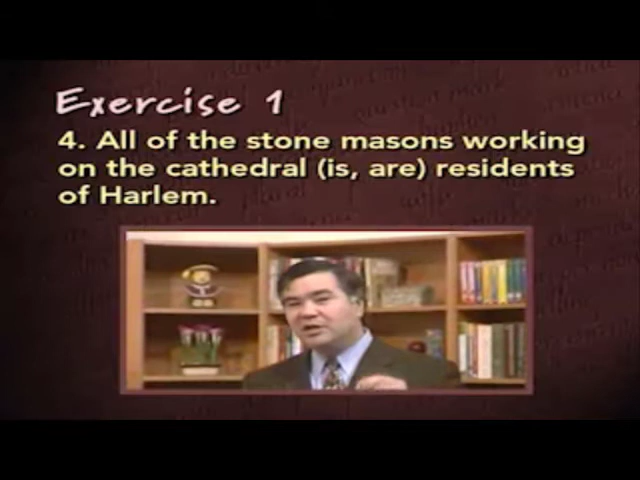 Exercise 1
4. All of the stone masons working
on the cathedral (is, are) residents
of Harlem.